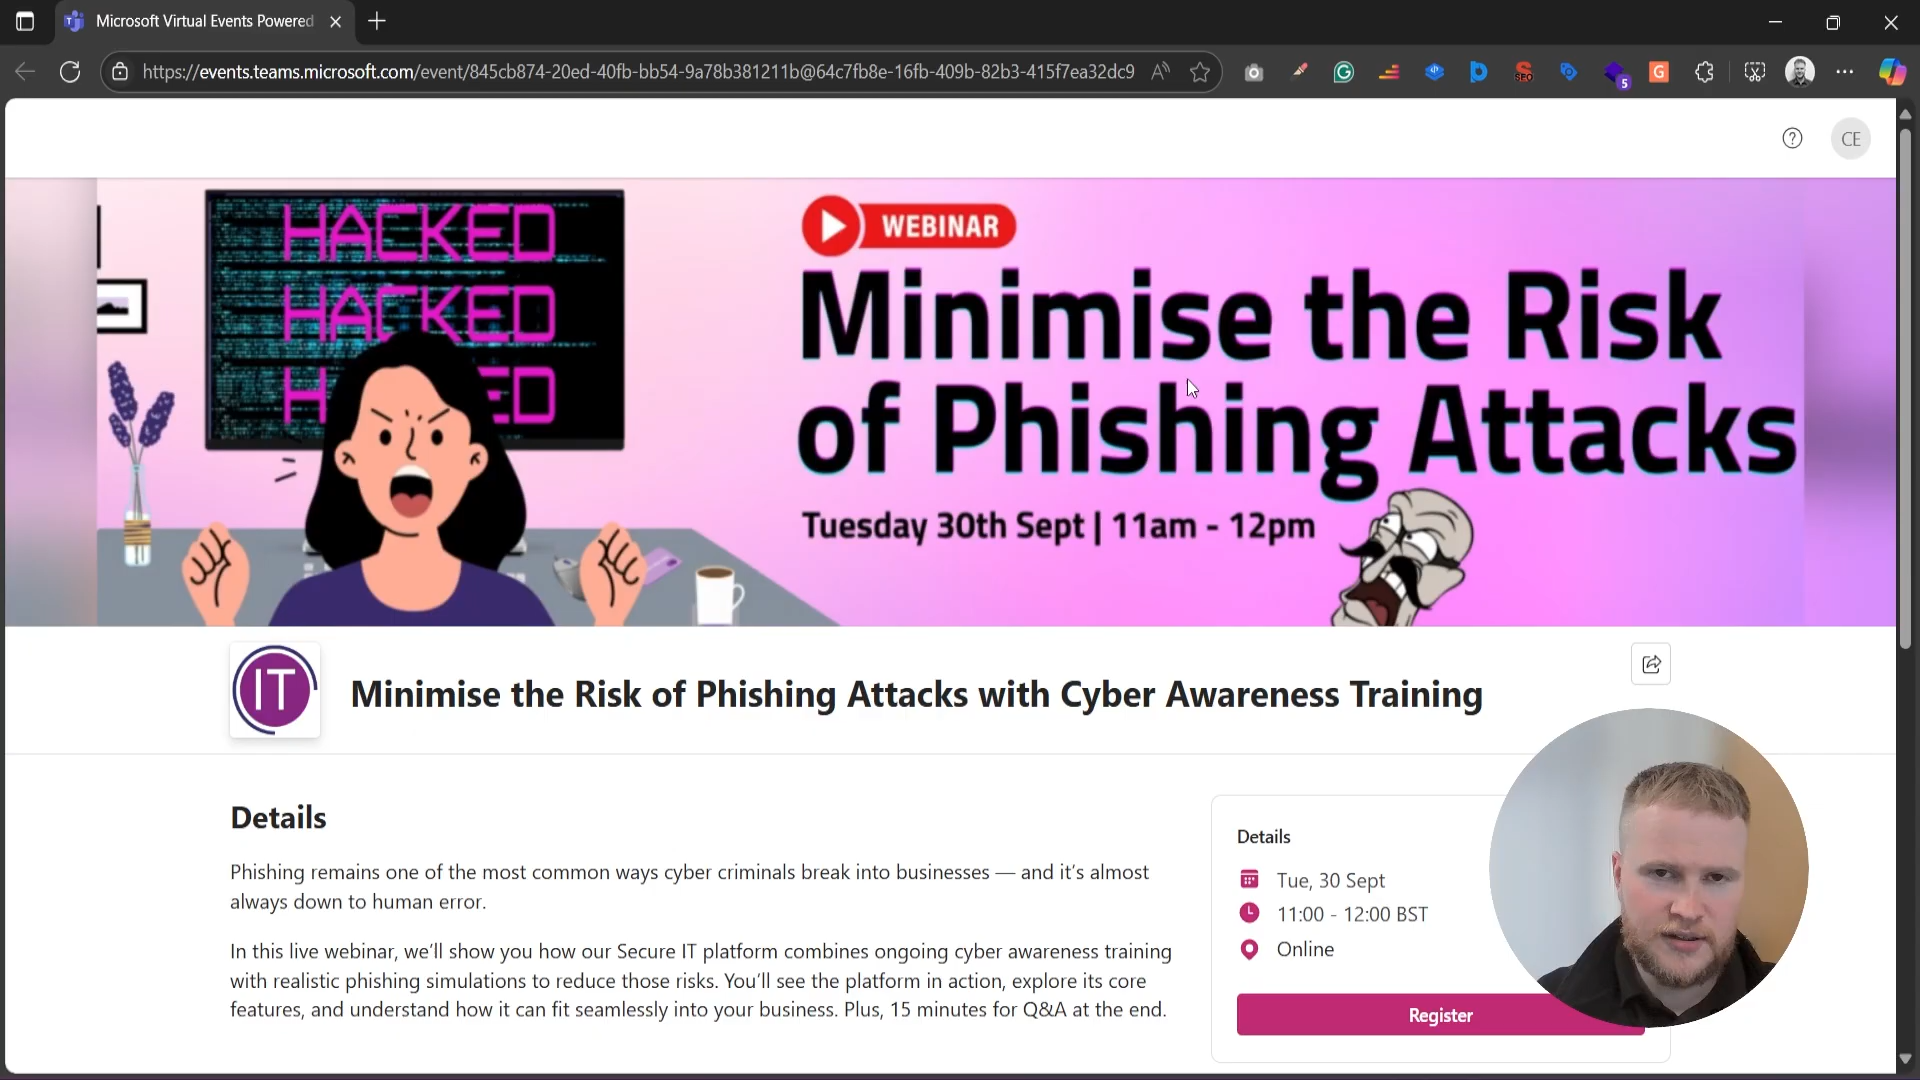 Microsoft Virtual Events Powered
https://events.teams.microsoft.com/event/845cb874-20ed-40fb-bb54-9a78b381211b@64c7fb8e-16fb-409b-82b3-415f7ea32dc9
SEO
5
G
CE
HACKED
HACKED
H
ED
WEBINAR
Minimise the Risk
of Phishing Attacks
Tuesday 30th Sept | 11am - 12pm
IT
Minimise the Risk of Phishing Attacks with Cyber Awareness Training
Details
Phishing remains one of the most common ways cyber criminals break into businesses — and it's almost
always down to human error.
In this live webinar, we'll show you how our Secure IT platform combines ongoing cyber awareness training
with realistic phishing simulations to reduce those risks. You'll see the platform in action, explore its core
features, and understand how it can fit seamlessly into your business. Plus, 15 minutes for Q&A at the end.
Details
Tue, 30 Sept
11:00 - 12:00 BST
Online
Register